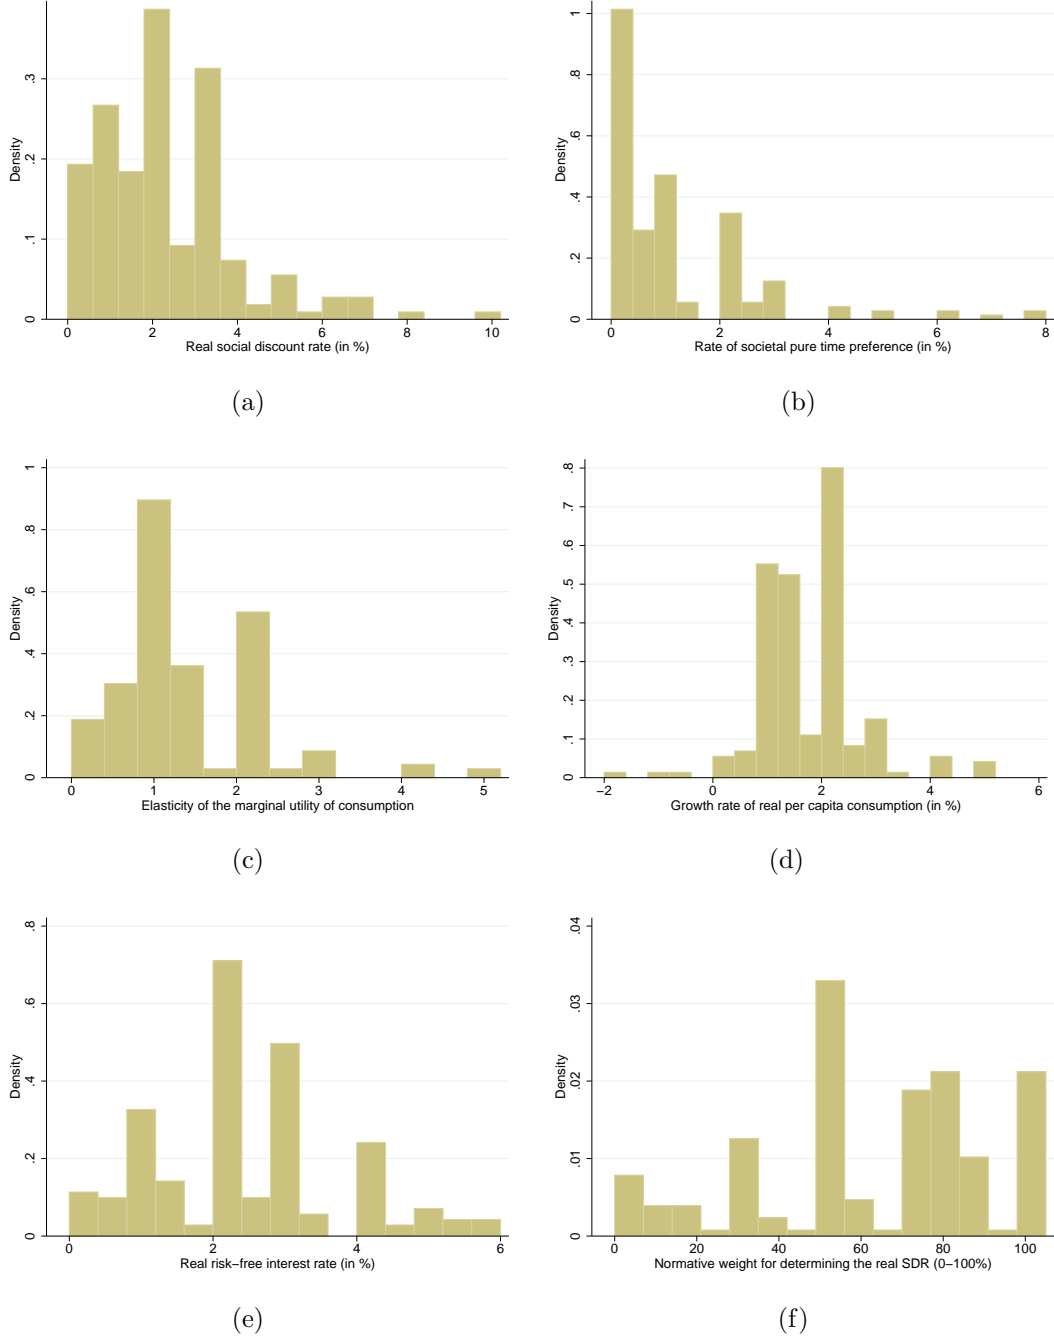 Density
.3
.2
.1
0
0 2 4 6 8 10
Real social discount rate (in %)
(a)
Density
1
.8
.6
.4
.2
0
0 2 4 6 8
Rate of societal pure time preference (in %)
(b)
Density
1
.8
.6
.4
.2
0
0 1 2 3 4 5
Elasticity of the marginal utility of consumption
(c)
Density
.8
.7
.6
.5
.4
.3
.2
.1
0
−2 0 2 4 6
Growth rate of real per capita consumption (in %)
(d)
Density
.8
.6
.4
.2
0
0 2 4 6
Real risk−free interest rate (in %)
(e)
Density
.04
.03
.02
.01
0
0 20 40 60 80 100
Normative weight for determining the real SDR (0−100%)
(f)